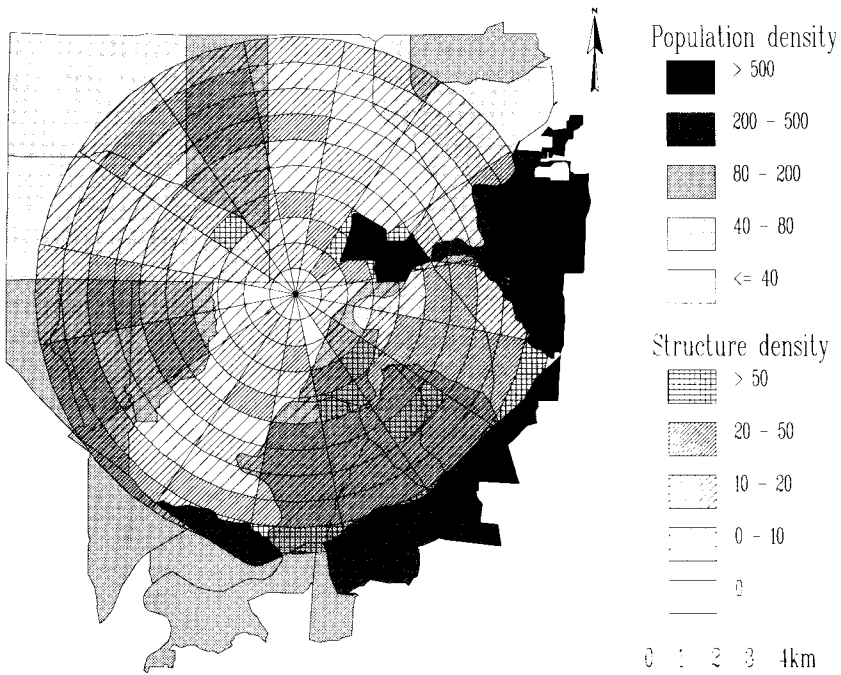 N
Population density
> 500
200 - 500
80 - 200
40 - 80
<= 40
Structure density
> 50
20 - 50
10 - 20
0 - 10
0
0 1 2 3 4km